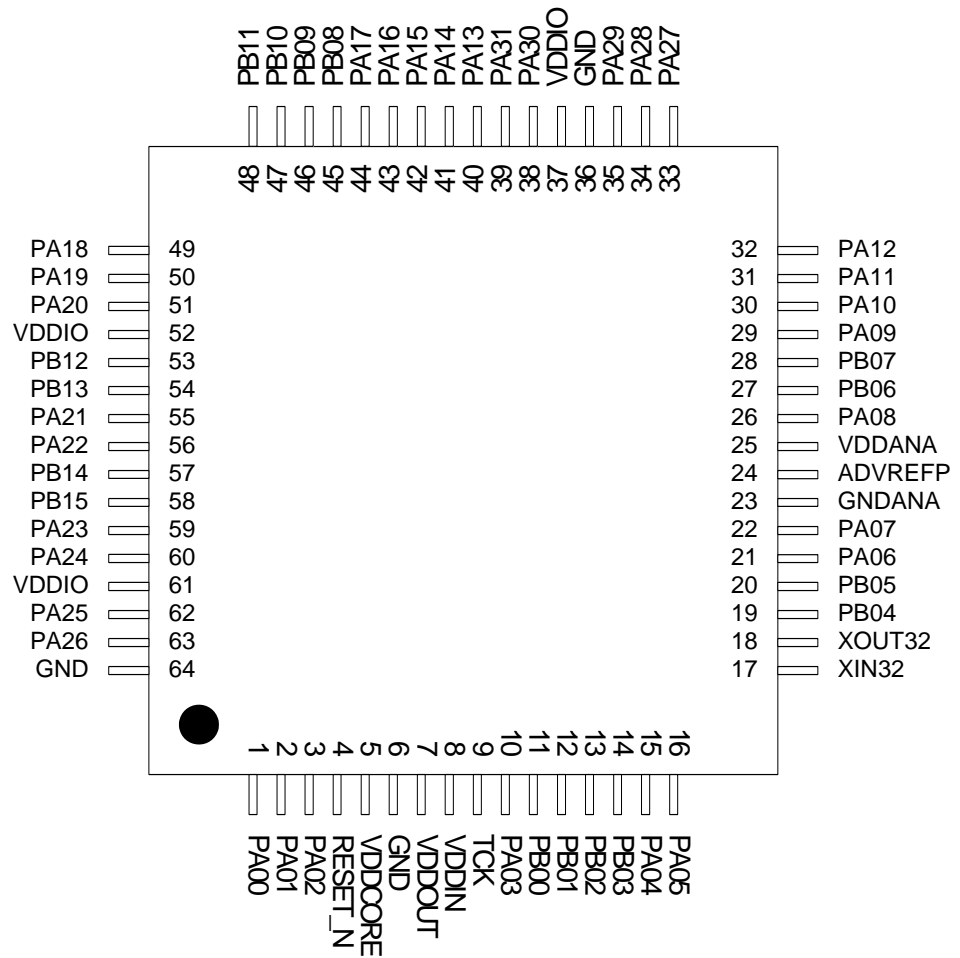 PB11 PB10 PB09 PB08 PA17 PA16 PA15 PA14 PA13 PA31 PA30 VDDIO GND PA29 PA28 PA27
48 47 46 45 44 43 42 41 40 39 38 37 36 35 34 33
PA18 49 32 PA12
PA19 50 31 PA11
PA20 51 30 PA10
VDDIO 52 29 PA09
PB12 53 28 PB07
PB13 54 27 PB06
PA21 55 26 PA08
PA22 56 25 VDDANA
PB14 57 24 ADVREFP
PB15 58 23 GNDANA
PA23 59 22 PA07
PA24 60 21 PA06
VDDIO 61 20 PB05
PA25 62 19 PB04
PA26 63 18 XOUT32
GND 64 17 XIN32
1 2 3 4 5 6 7 8 9 10 11 12 13 14 15 16
PA00 PA01 PA02 RESET_N VDDCORE GND VDDOUT VDDIN TCK PA03 PB00 PB01 PB02 PB03 PA04 PA05